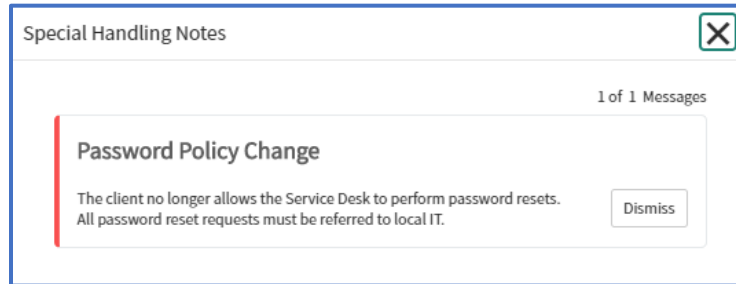 Special Handling Notes
1 of 1 Messages
Password Policy Change
The client no longer allows the Service Desk to perform password resets.
All password reset requests must be referred to local IT.
Dismiss